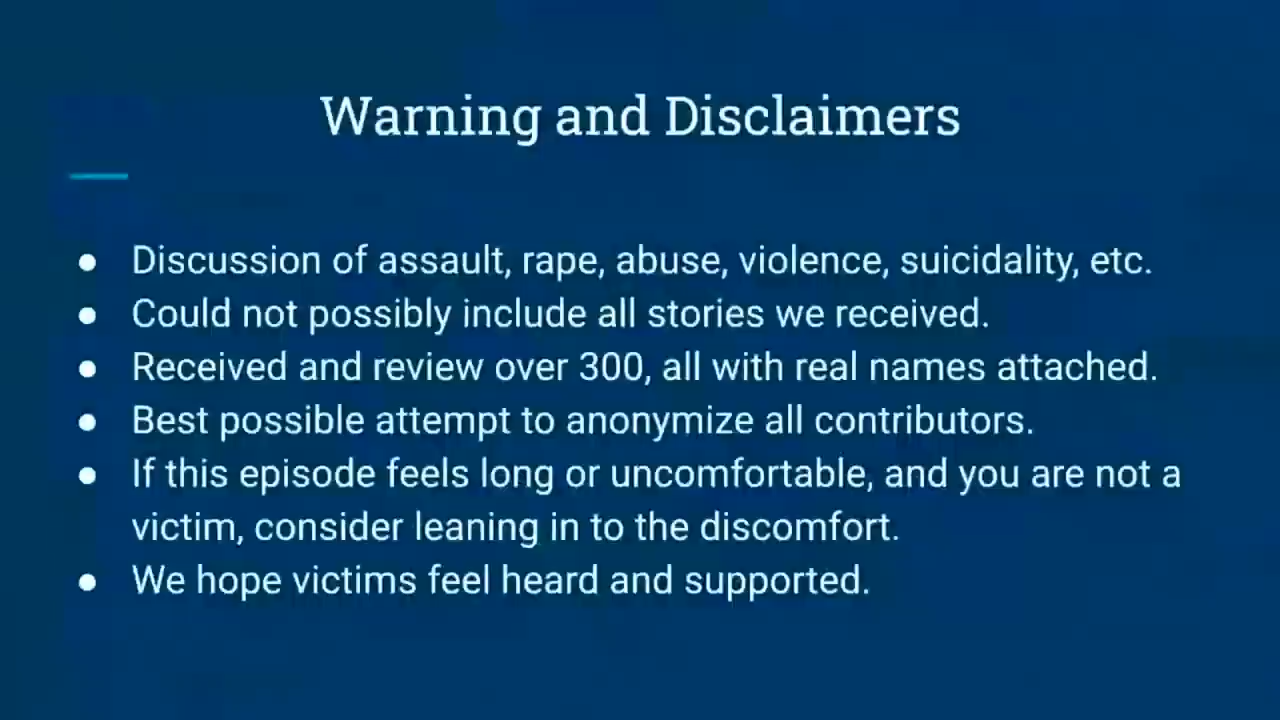 Warning and Disclaimers
● Discussion of assault, rape, abuse, violence, suicidality, etc.
● Could not possibly include all stories we received.
● Received and review over 300, all with real names attached.
● Best possible attempt to anonymize all contributors.
● If this episode feels long or uncomfortable, and you are not a
victim, consider leaning in to the discomfort.
● We hope victims feel heard and supported.